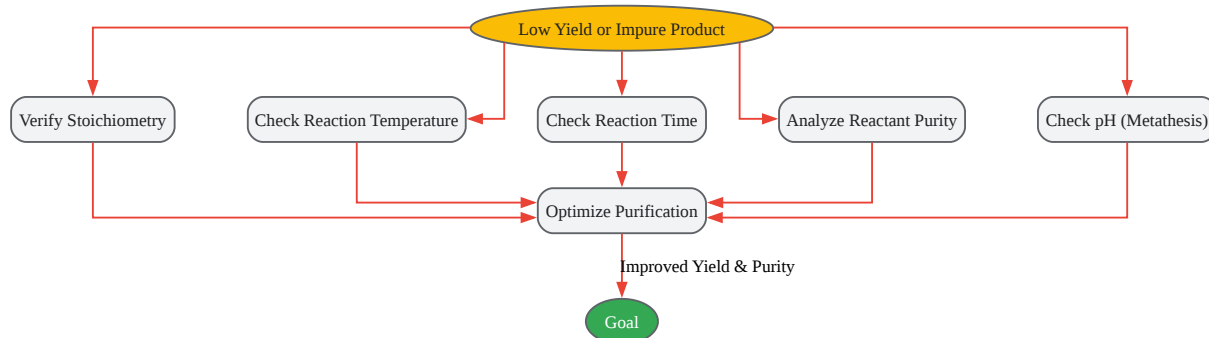 Low Yield or Impure Product
Verify Stoichiometry
Check Reaction Temperature
Check Reaction Time
Analyze Reactant Purity
Check pH (Metathesis)
Optimize Purification
Improved Yield & Purity
Goal